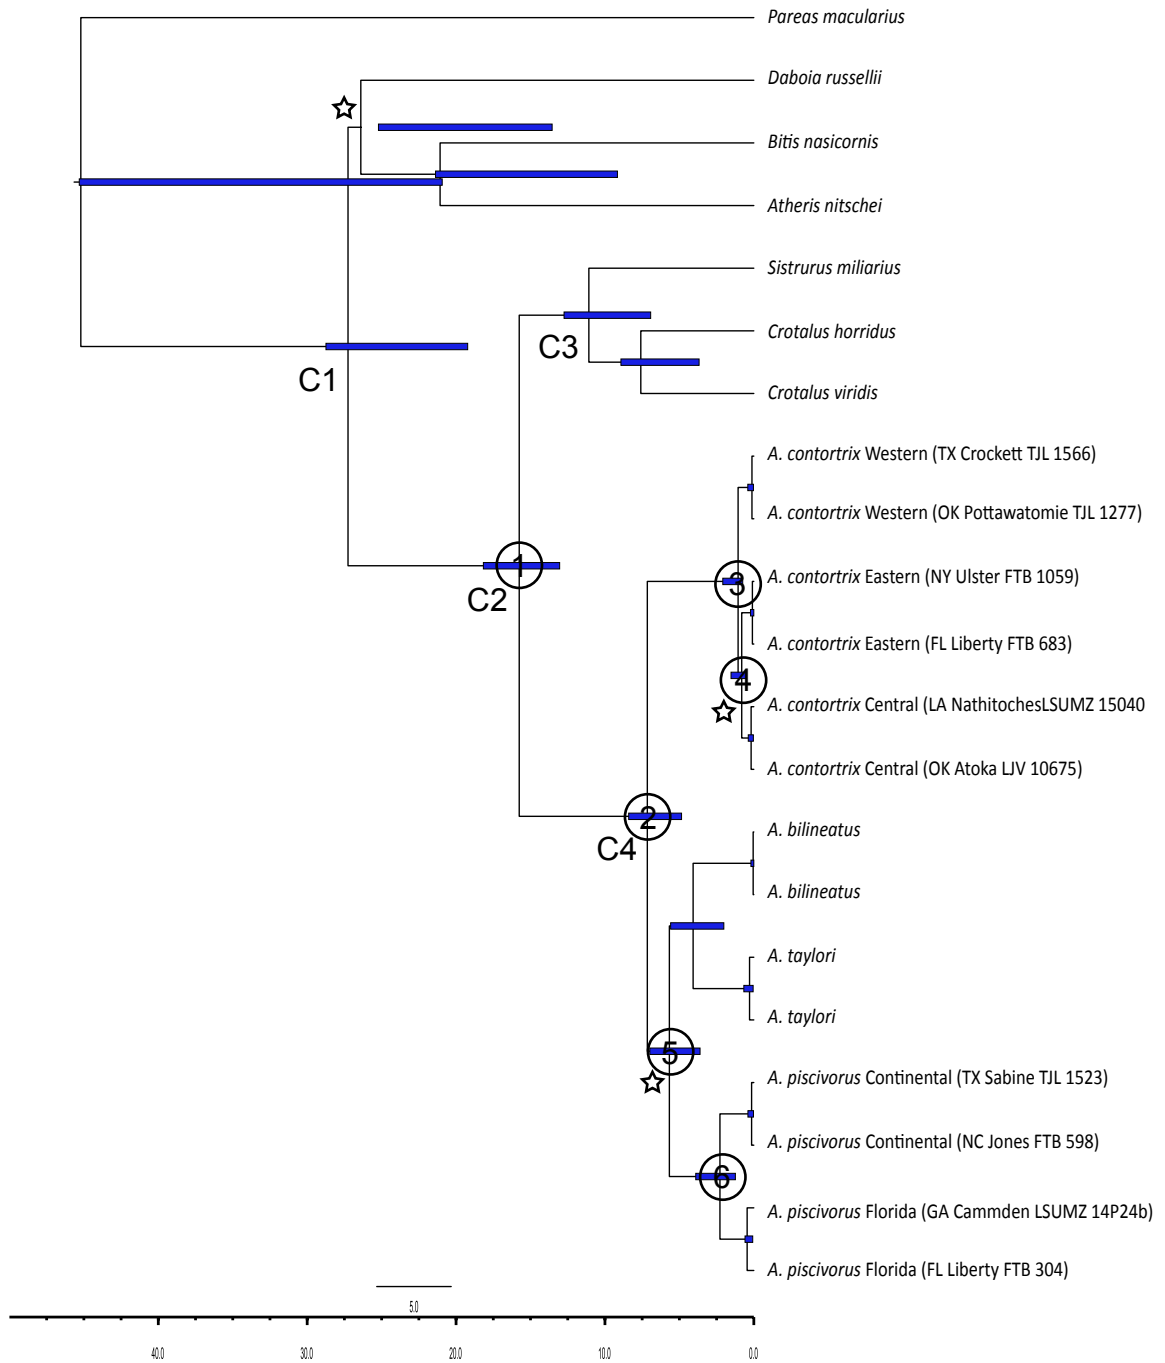 Pareas macularius
Daboia russellii
Bitis nasicornis
Atheris nitschei
Sistrurus miliarius
Crotalus horridus
C3
C1
Crotalus viridis
A. contortrix Western (TX Crockett TJL 1566)
A. contortrix Western (OK Pottawatomie TJL 1277)
1
A. contortrix Eastern (NY Ulster FTB 1059)
3
C2
A. contortrix Eastern (FL Liberty FTB 683)
4
A. contortrix Central (LA NathitochesLSUMZ 15040
A. contortrix Central (OK Atoka LJV 10675)
2
A. bilineatus
C4
A. bilineatus
A. taylori
A. taylori
5
A. piscivorus Continental (TX Sabine TJL 1523)
A. piscivorus Continental (NC Jones FTB 598)
6
A. piscivorus Florida (GA Cammden LSUMZ 14P24b)
A. piscivorus Florida (FL Liberty FTB 304)
5.0
40.0 30.0 20.0 10.0 0.0